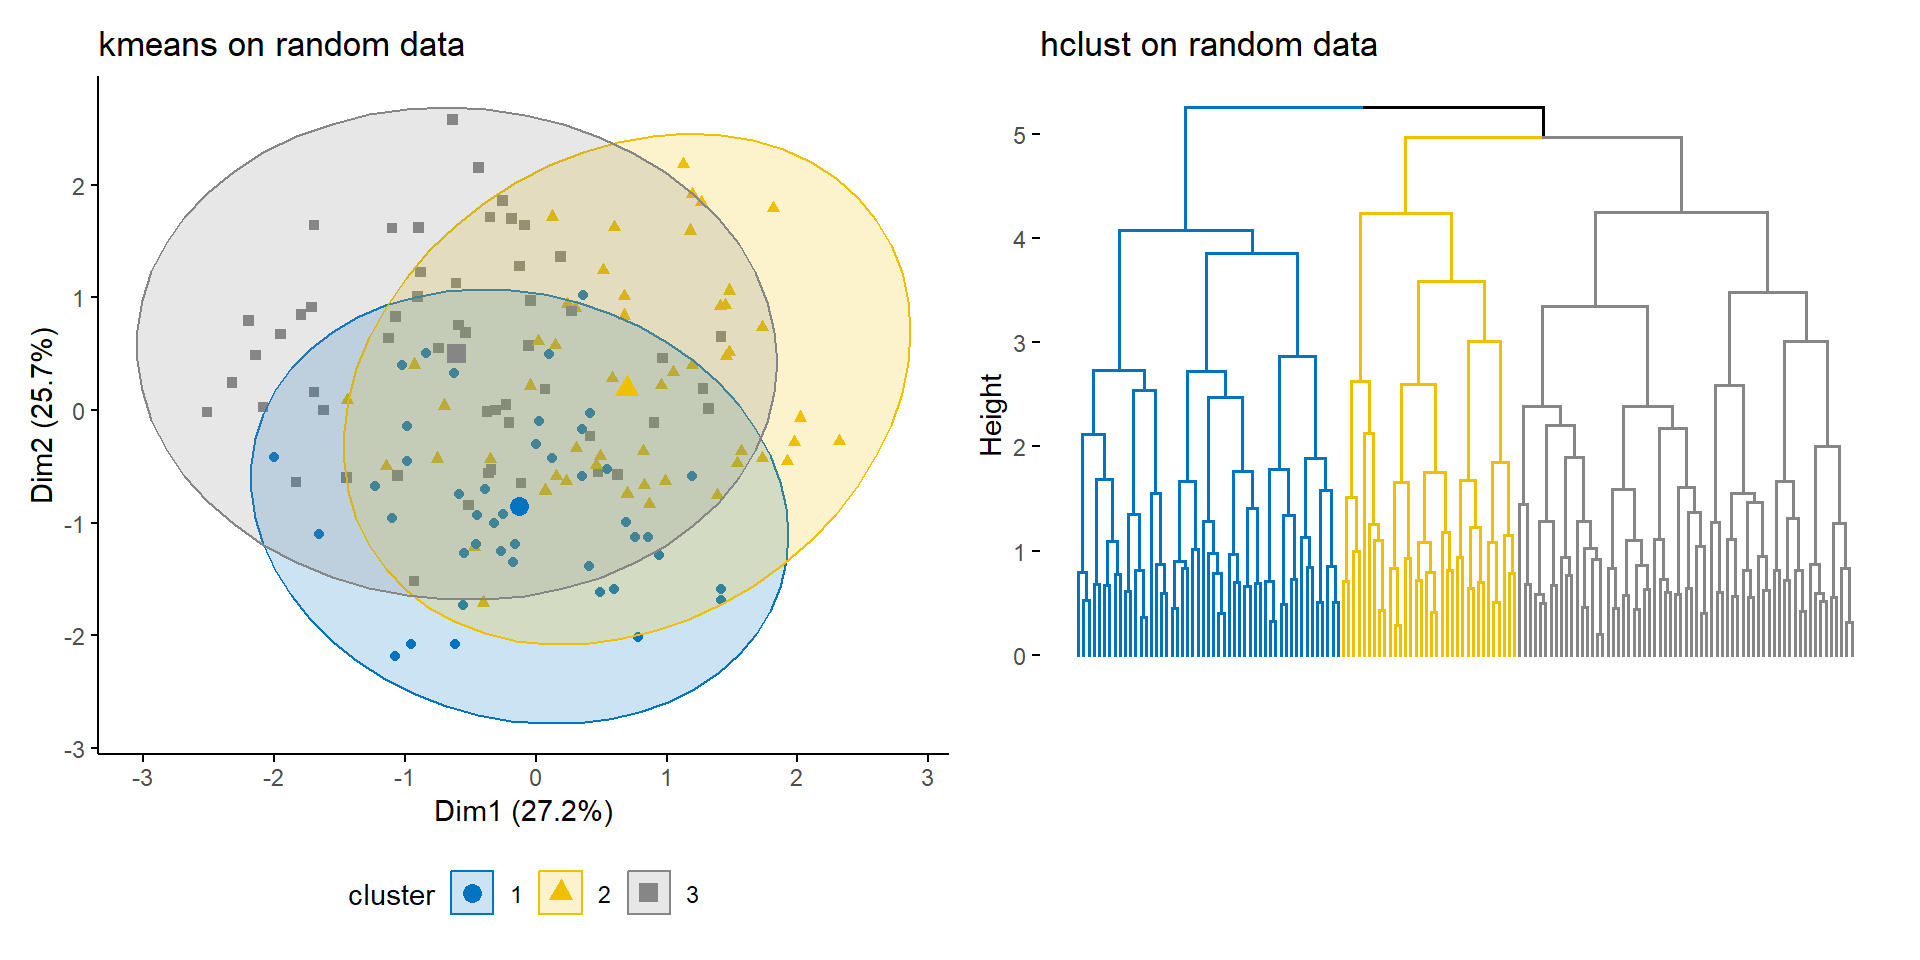 kmeans on random data
2
1
0
-1
-2
-3
Dim2 (25.7%)
-3 -2 -1 0 1 2 3
Dim1 (27.2%)
cluster 1 2 3
hclust on random data
5
4
3
2
1
0
Height